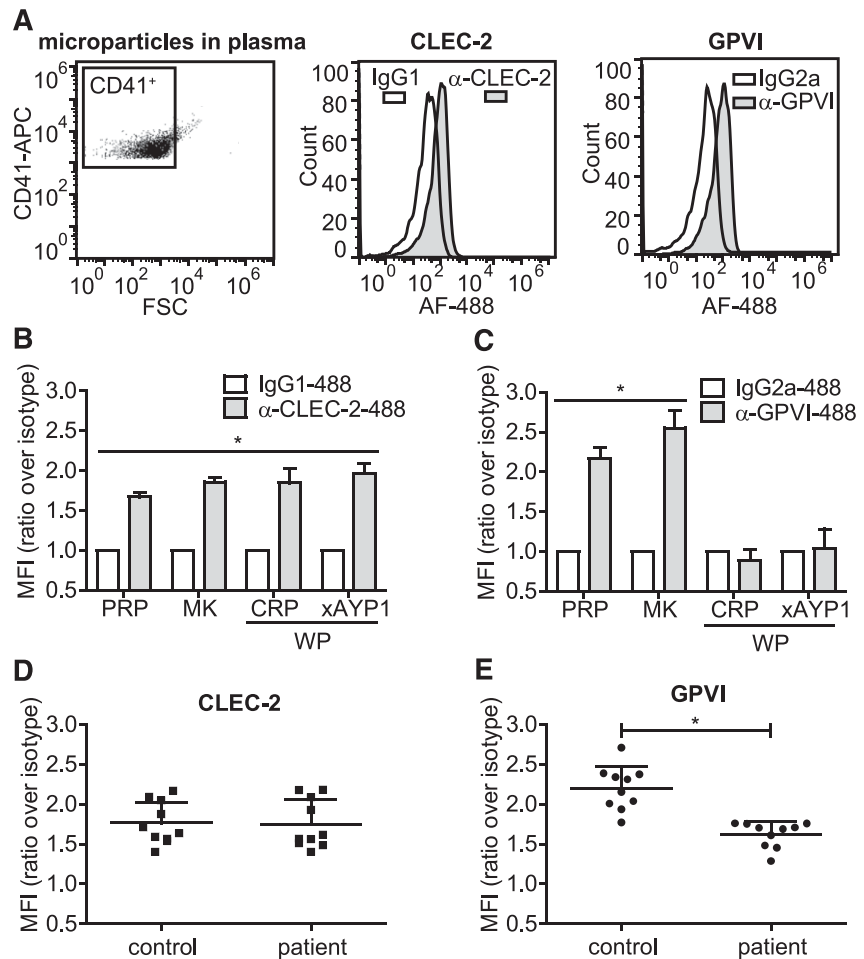 A
microparticles in plasma
CD41+
10^6
10^4
10^2
10^0
CD41-APC
10^0 10^2 10^4 10^6
FSC
CLEC-2
IgG1 α-CLEC-2
100
80
60
40
20
0
Count
10^0 10^2 10^4 10^6
AF-488
GPVI
IgG2a
α-GPVI
100
80
60
40
20
0
Count
10^0 10^2 10^4 10^6
AF-488
B
IgG1-488
α-CLEC-2-488
*
3.0
2.5
2.0
1.5
1.0
0.5
MFI (ratio over isotype)
PRP MK CRP xAYP1
WP
C
IgG2a-488
α-GPVI-488
*
3.0
2.5
2.0
1.5
1.0
0.5
MFI (ratio over isotype)
PRP MK CRP xAYP1
WP
D
CLEC-2
3.0
2.5
2.0
1.5
1.0
0.5
MFI (ratio over isotype)
control patient
E
GPVI
*
3.0
2.5
2.0
1.5
1.0
0.5
MFI (ratio over isotype)
control patient